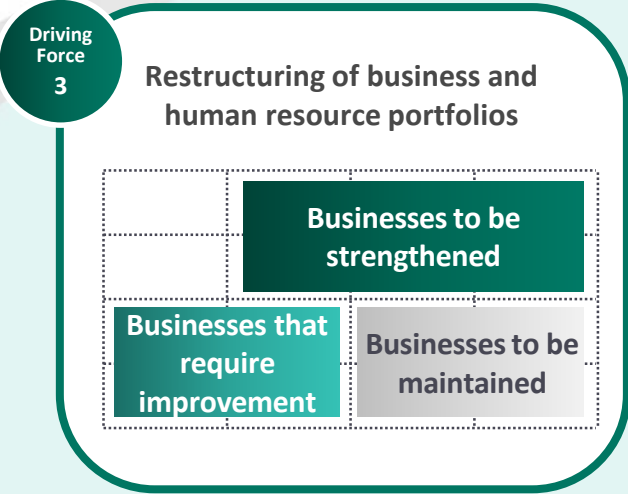 Driving
Force
3
Restructuring of business and
human resource portfolios
Businesses to be
strengthened
Businesses that
require
improvement
Businesses to be
maintained